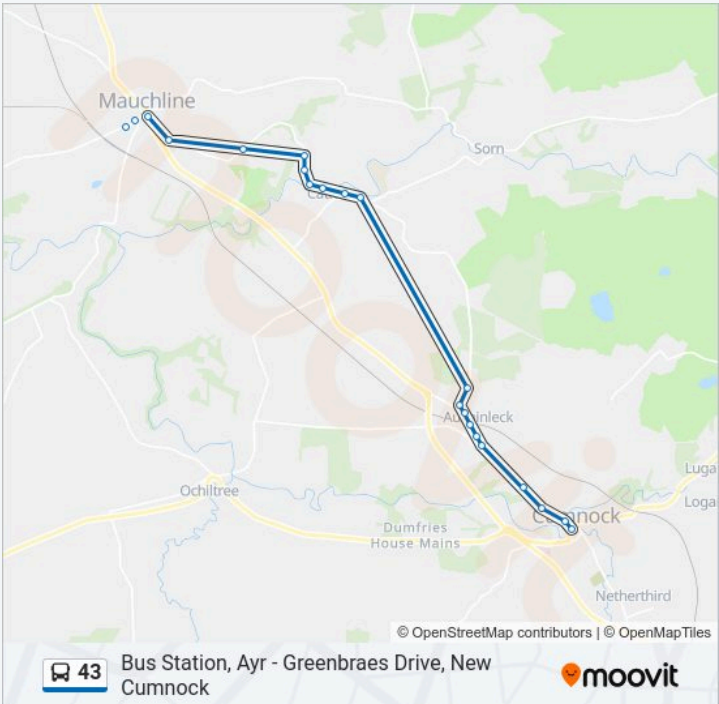 Mauchline
Sorn
Ochiltree
Dumfries
House Mains
Cumnock
Netherthird
© OpenStreetMap contributors | © OpenMapTiles
43
Bus Station, Ayr - Greenbraes Drive, New
Cumnock
moovit